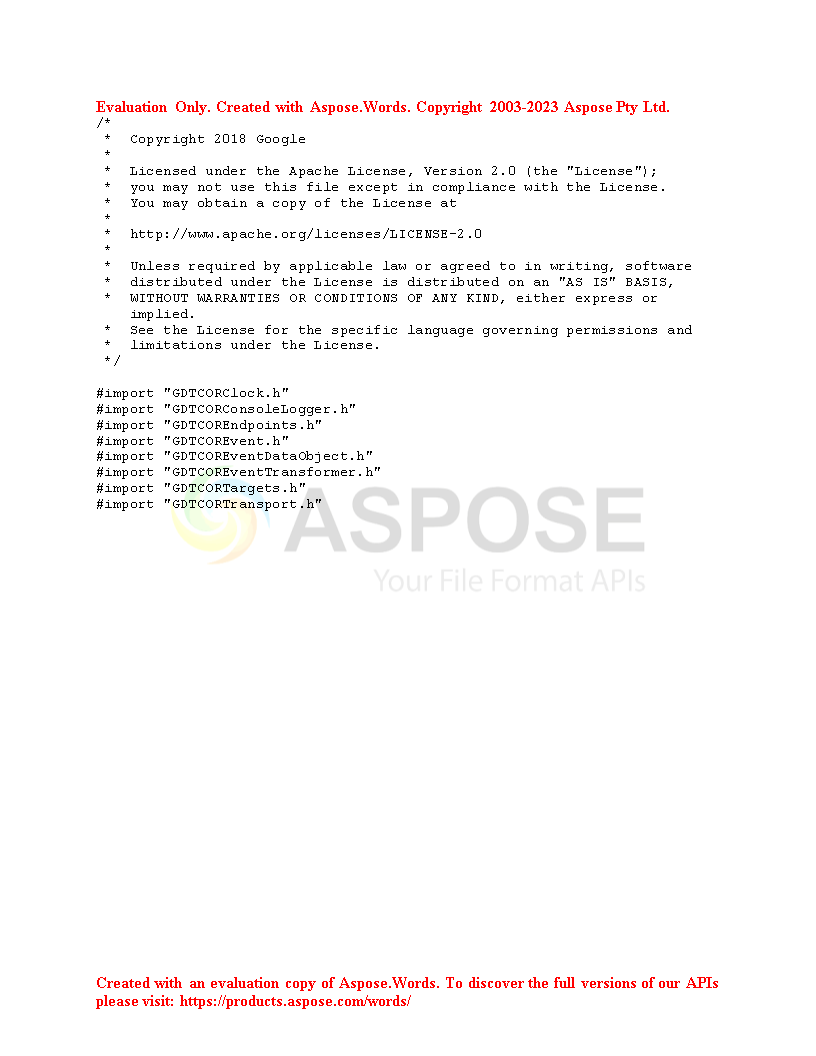 Evaluation Only. Created with Aspose.Words. Copyright 2003-2023 Aspose Pty Ltd.
/*
 *  Copyright 2018 Google
 *
 *  Licensed under the Apache License, Version 2.0 (the "License");
 *  you may not use this file except in compliance with the License.
 *  You may obtain a copy of the License at
 *
 *  http://www.apache.org/licenses/LICENSE-2.0
 *
 *  Unless required by applicable law or agreed to in writing, software
 *  distributed under the License is distributed on an "AS IS" BASIS,
 *  WITHOUT WARRANTIES OR CONDITIONS OF ANY KIND, either express or
    implied.
 *  See the License for the specific language governing permissions and
 *  limitations under the License.
 */
#import "GDTCORClock.h"
#import "GDTCORConsoleLogger.h"
#import "GDTCOREndpoints.h"
#import "GDTCOREvent.h"
#import "GDTCOREventDataObject.h"
#import "GDTCOREventTransformer.h"
#import "GDTCORTargets.h"
#import "GDTCORTransport.h"
ASPOSE
Your File Format APIs
Created with an evaluation copy of Aspose.Words. To discover the full versions of our APIs
please visit: https://products.aspose.com/words/